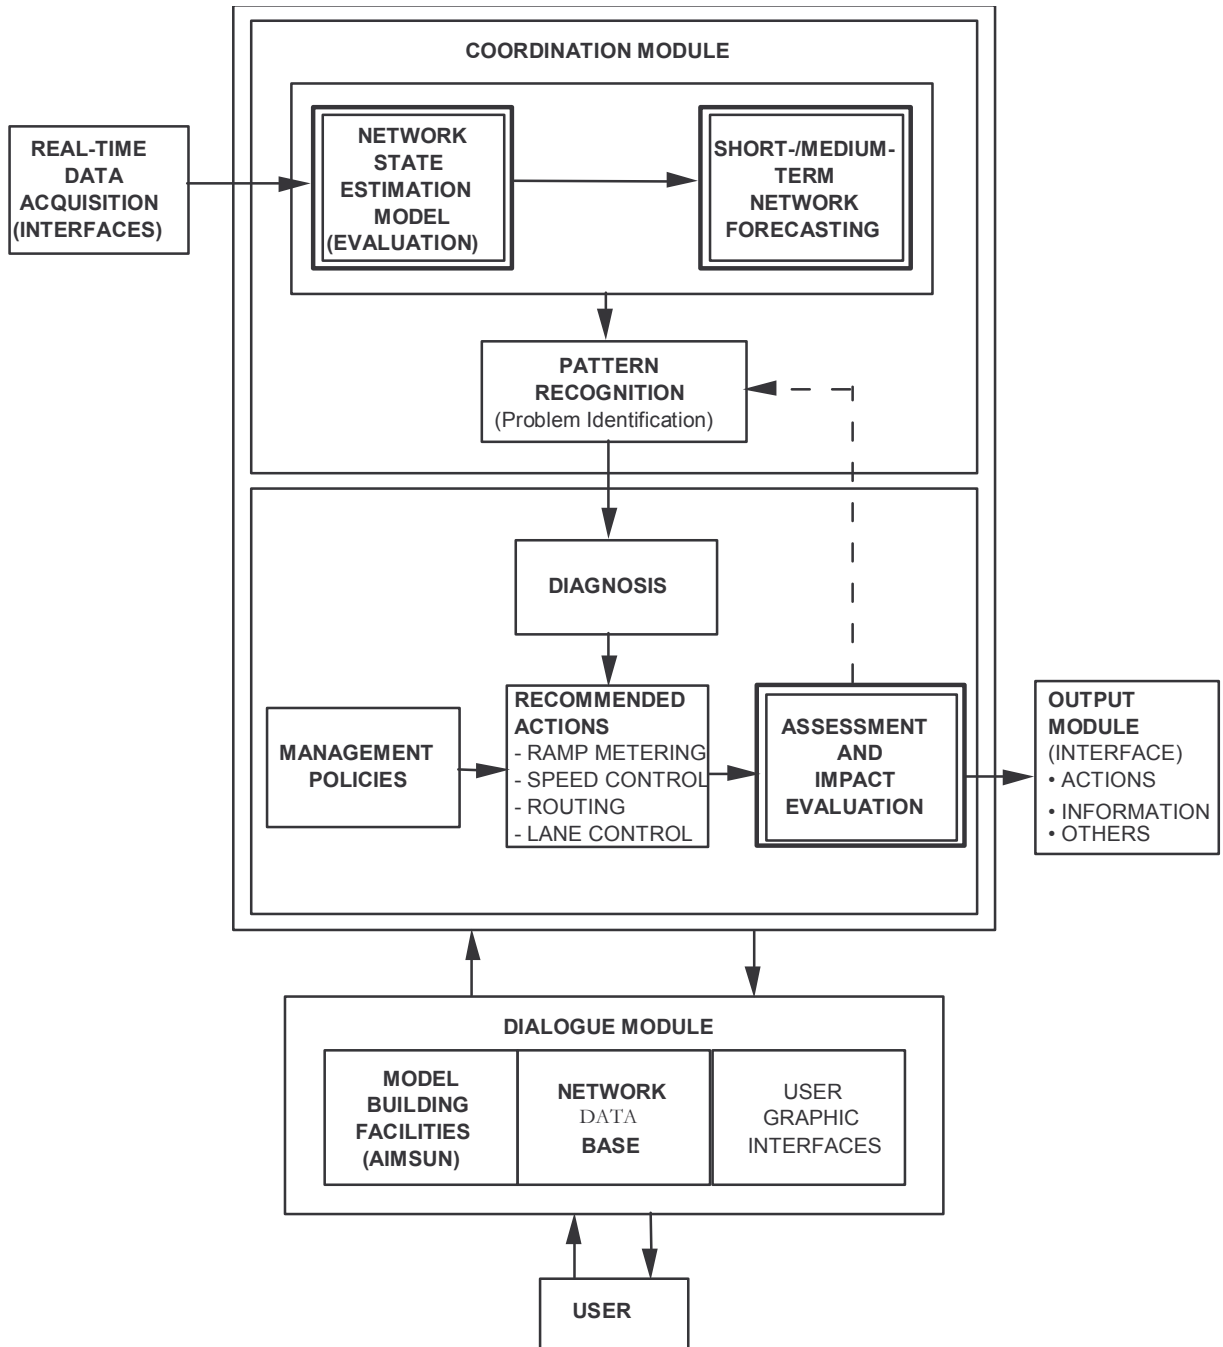 COORDINATION MODULE
REAL-TIME
DATA
ACQUISITION
(INTERFACES)
NETWORK
STATE
ESTIMATION
MODEL
(EVALUATION)
SHORT-/MEDIUM-
TERM
NETWORK
FORECASTING
PATTERN
RECOGNITION
(Problem Identification)
DIAGNOSIS
MANAGEMENT
POLICIES
RECOMMENDED
ACTIONS
- RAMP METERING
- SPEED CONTROL
- ROUTING
- LANE CONTROL
ASSESSMENT
AND
IMPACT
EVALUATION
OUTPUT
MODULE
(INTERFACE)
• ACTIONS
• INFORMATION
• OTHERS
DIALOGUE MODULE
MODEL
BUILDING
FACILITIES
(AIMSUN)
NETWORK
DATA
BASE
USER
GRAPHIC
INTERFACES
USER